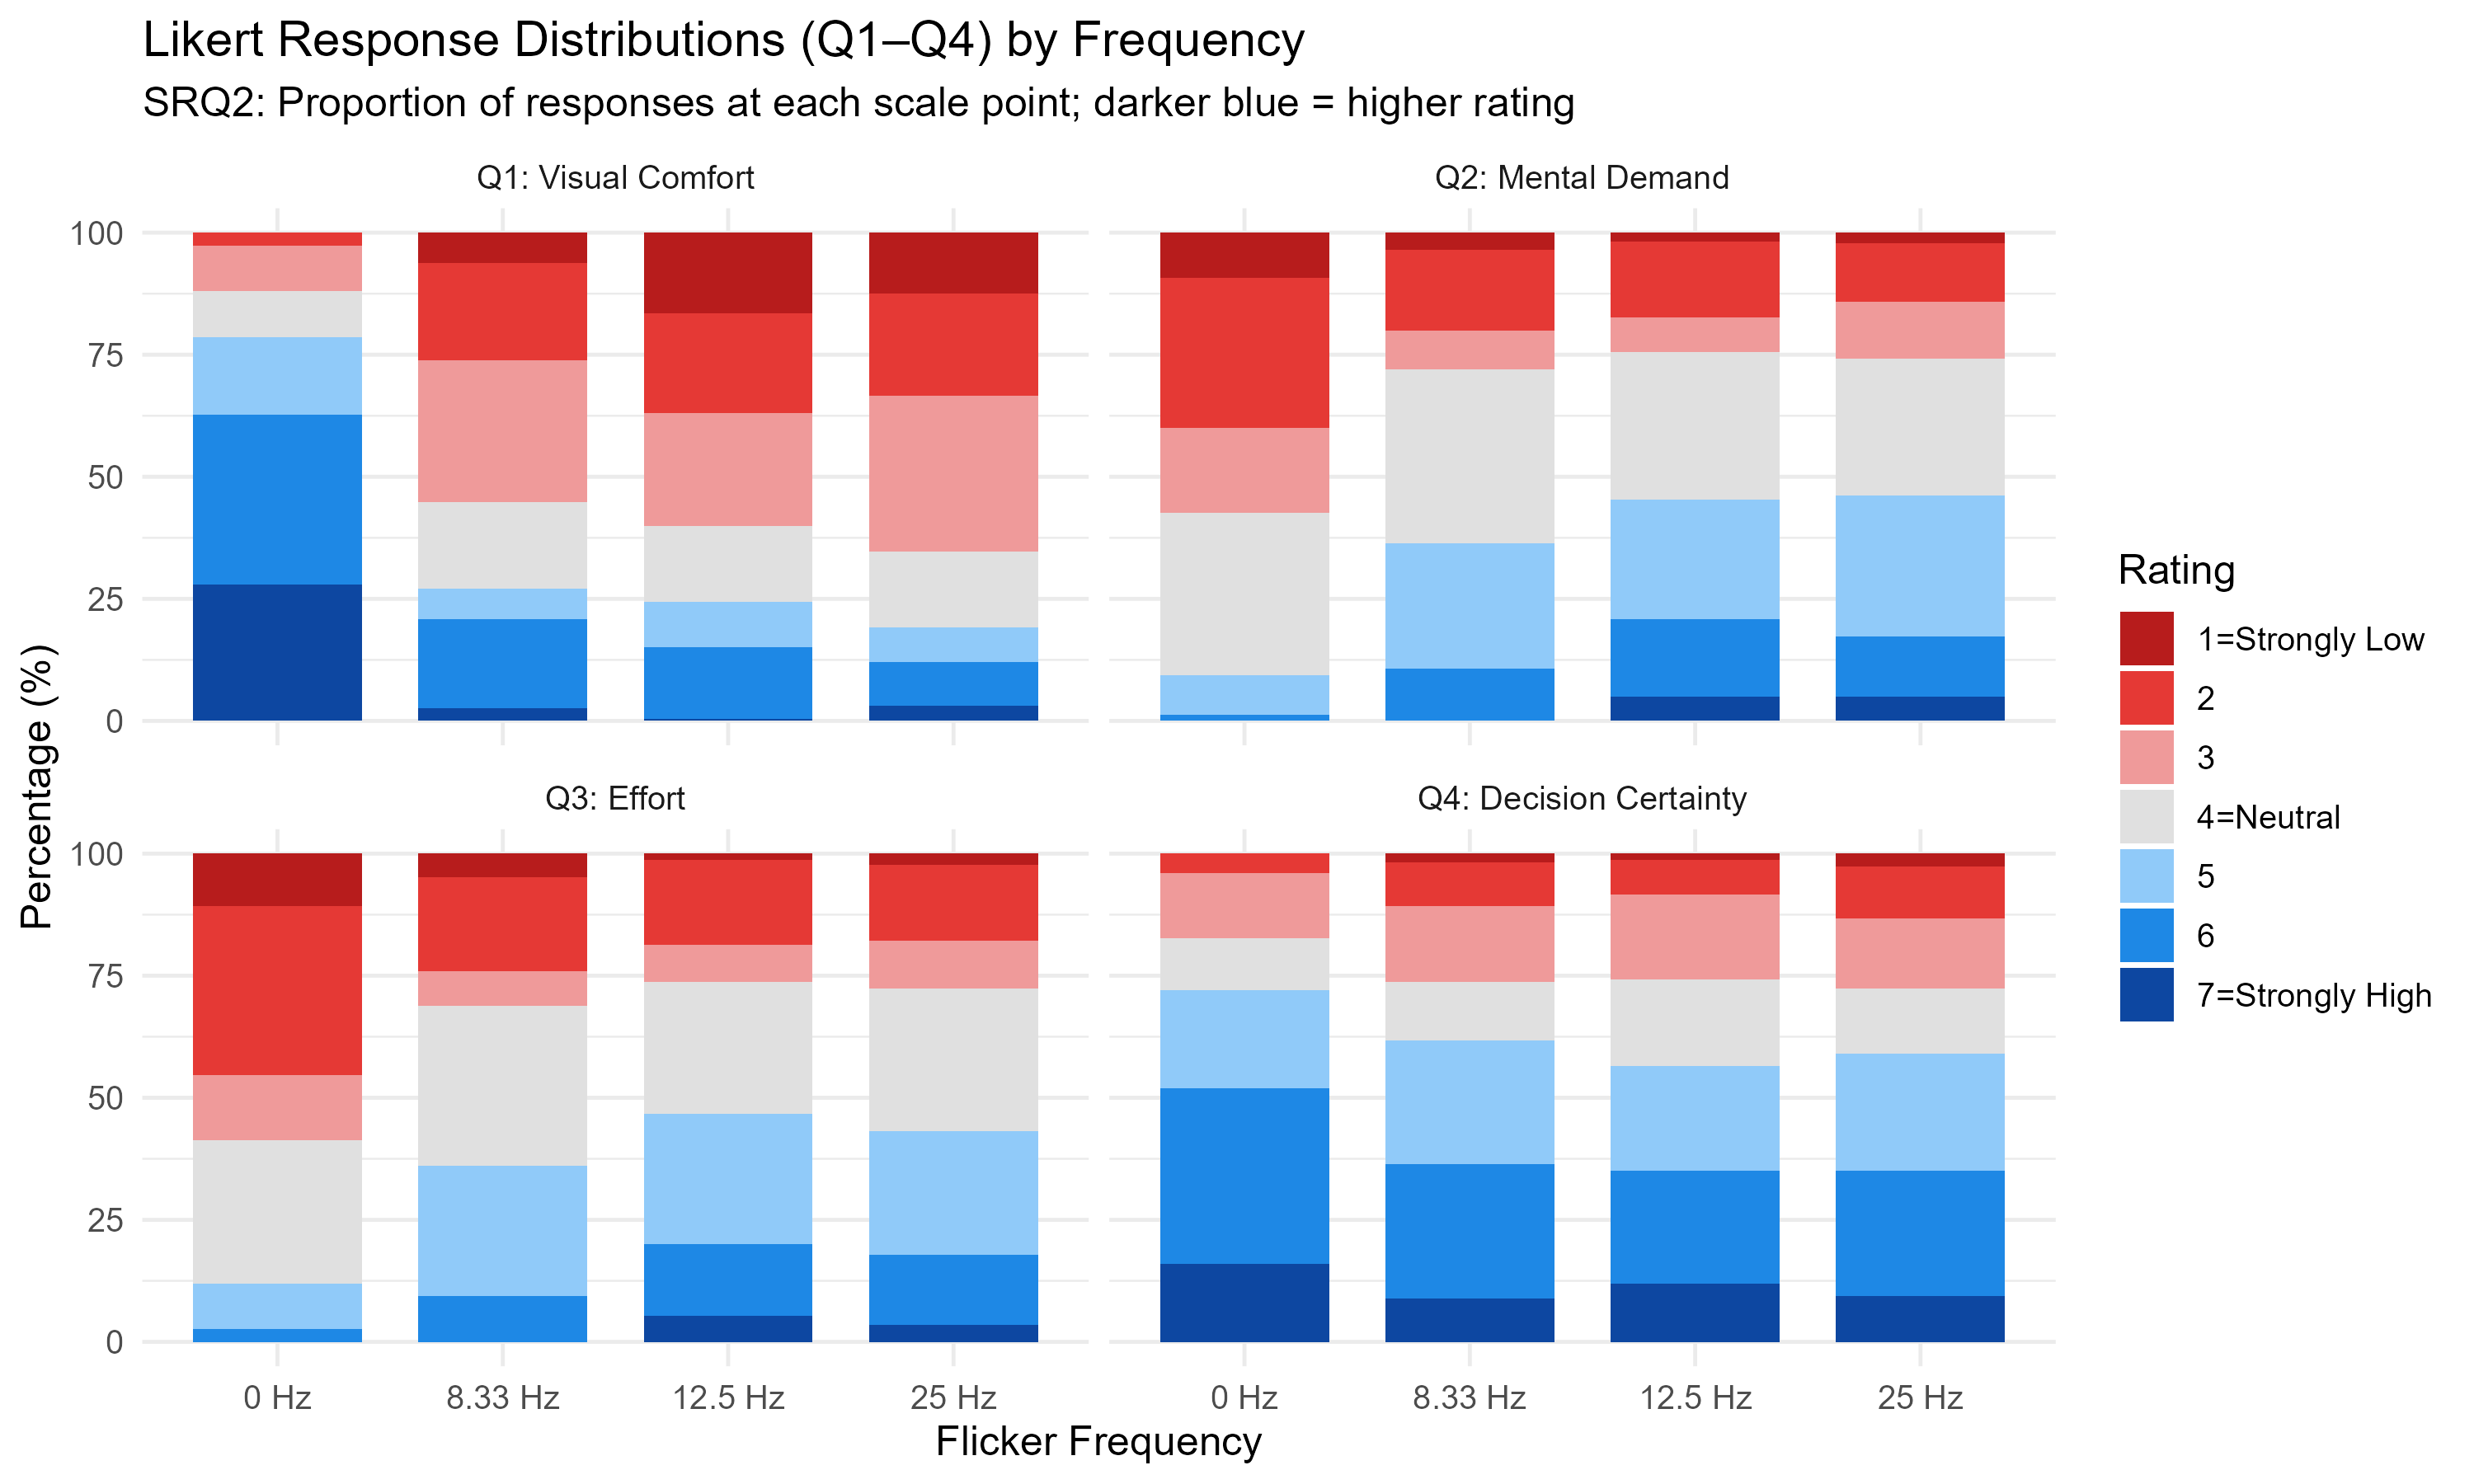 Likert Response Distributions (Q1–Q4) by Frequency
SRQ2: Proportion of responses at each scale point; darker blue = higher rating
Q1: Visual Comfort
Q2: Mental Demand
100
75
50
25
0
Q3: Effort
Q4: Decision Certainty
100
75
50
25
0
Percentage (%)
0 Hz
8.33 Hz
12.5 Hz
25 Hz
0 Hz
8.33 Hz
12.5 Hz
25 Hz
Flicker Frequency
Rating
1=Strongly Low
2
3
4=Neutral
5
6
7=Strongly High